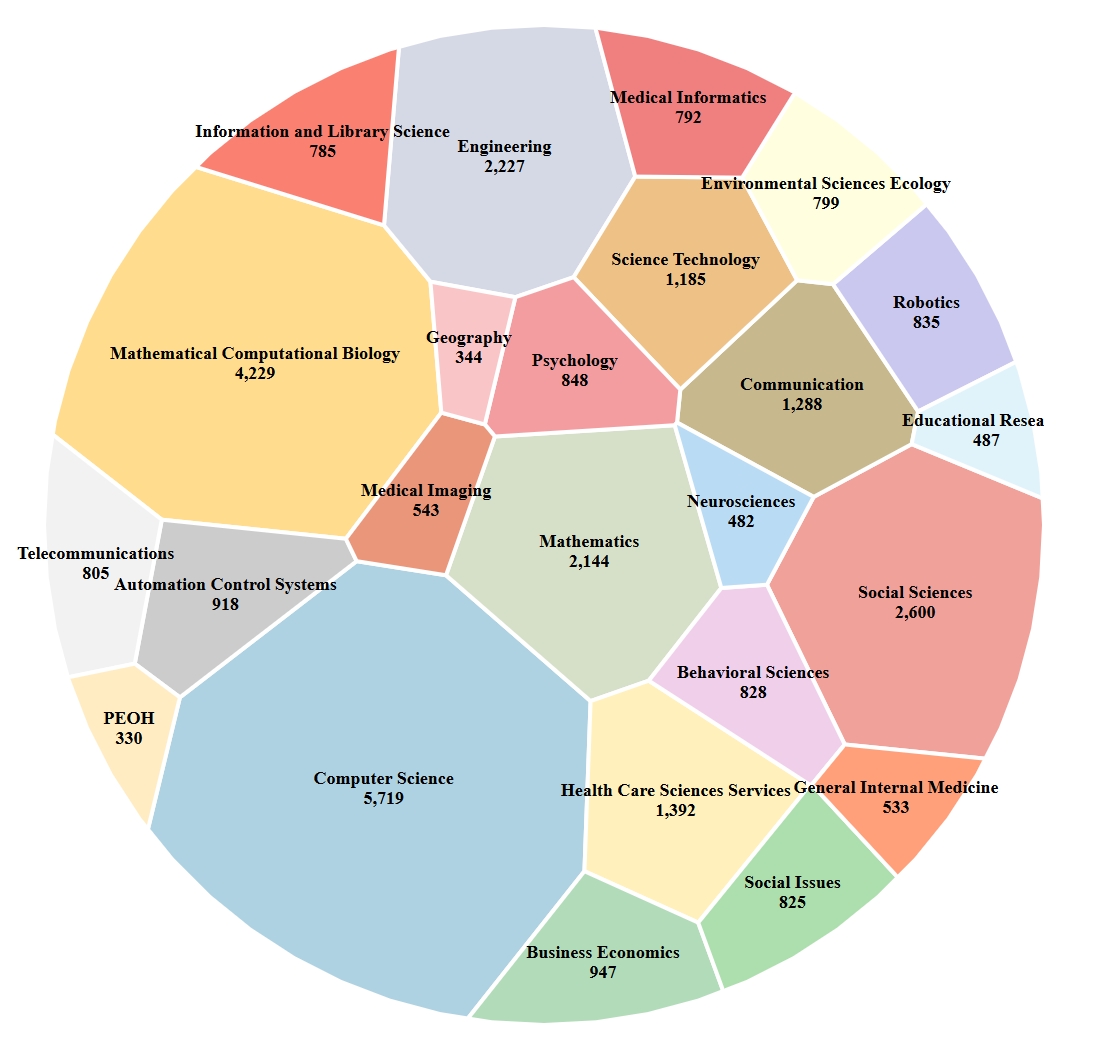 Medical Informatics
792
Information and Library Science
785
Engineering
2,227
Environmental Sciences Ecology
799
Science Technology
1,185
Robotics
835
Geography
344
Mathematical Computational Biology
4,229
Psychology
848
Communication
1,288
Educational Resea
487
Medical Imaging
543
Neurosciences
482
Mathematics
2,144
Telecommunications
805
Automation Control Systems
918
Social Sciences
2,600
Behavioral Sciences
828
PEOH
330
Computer Science
5,719
Health Care Sciences Services
1,392
General Internal Medicine
533
Social Issues
825
Business Economics
947